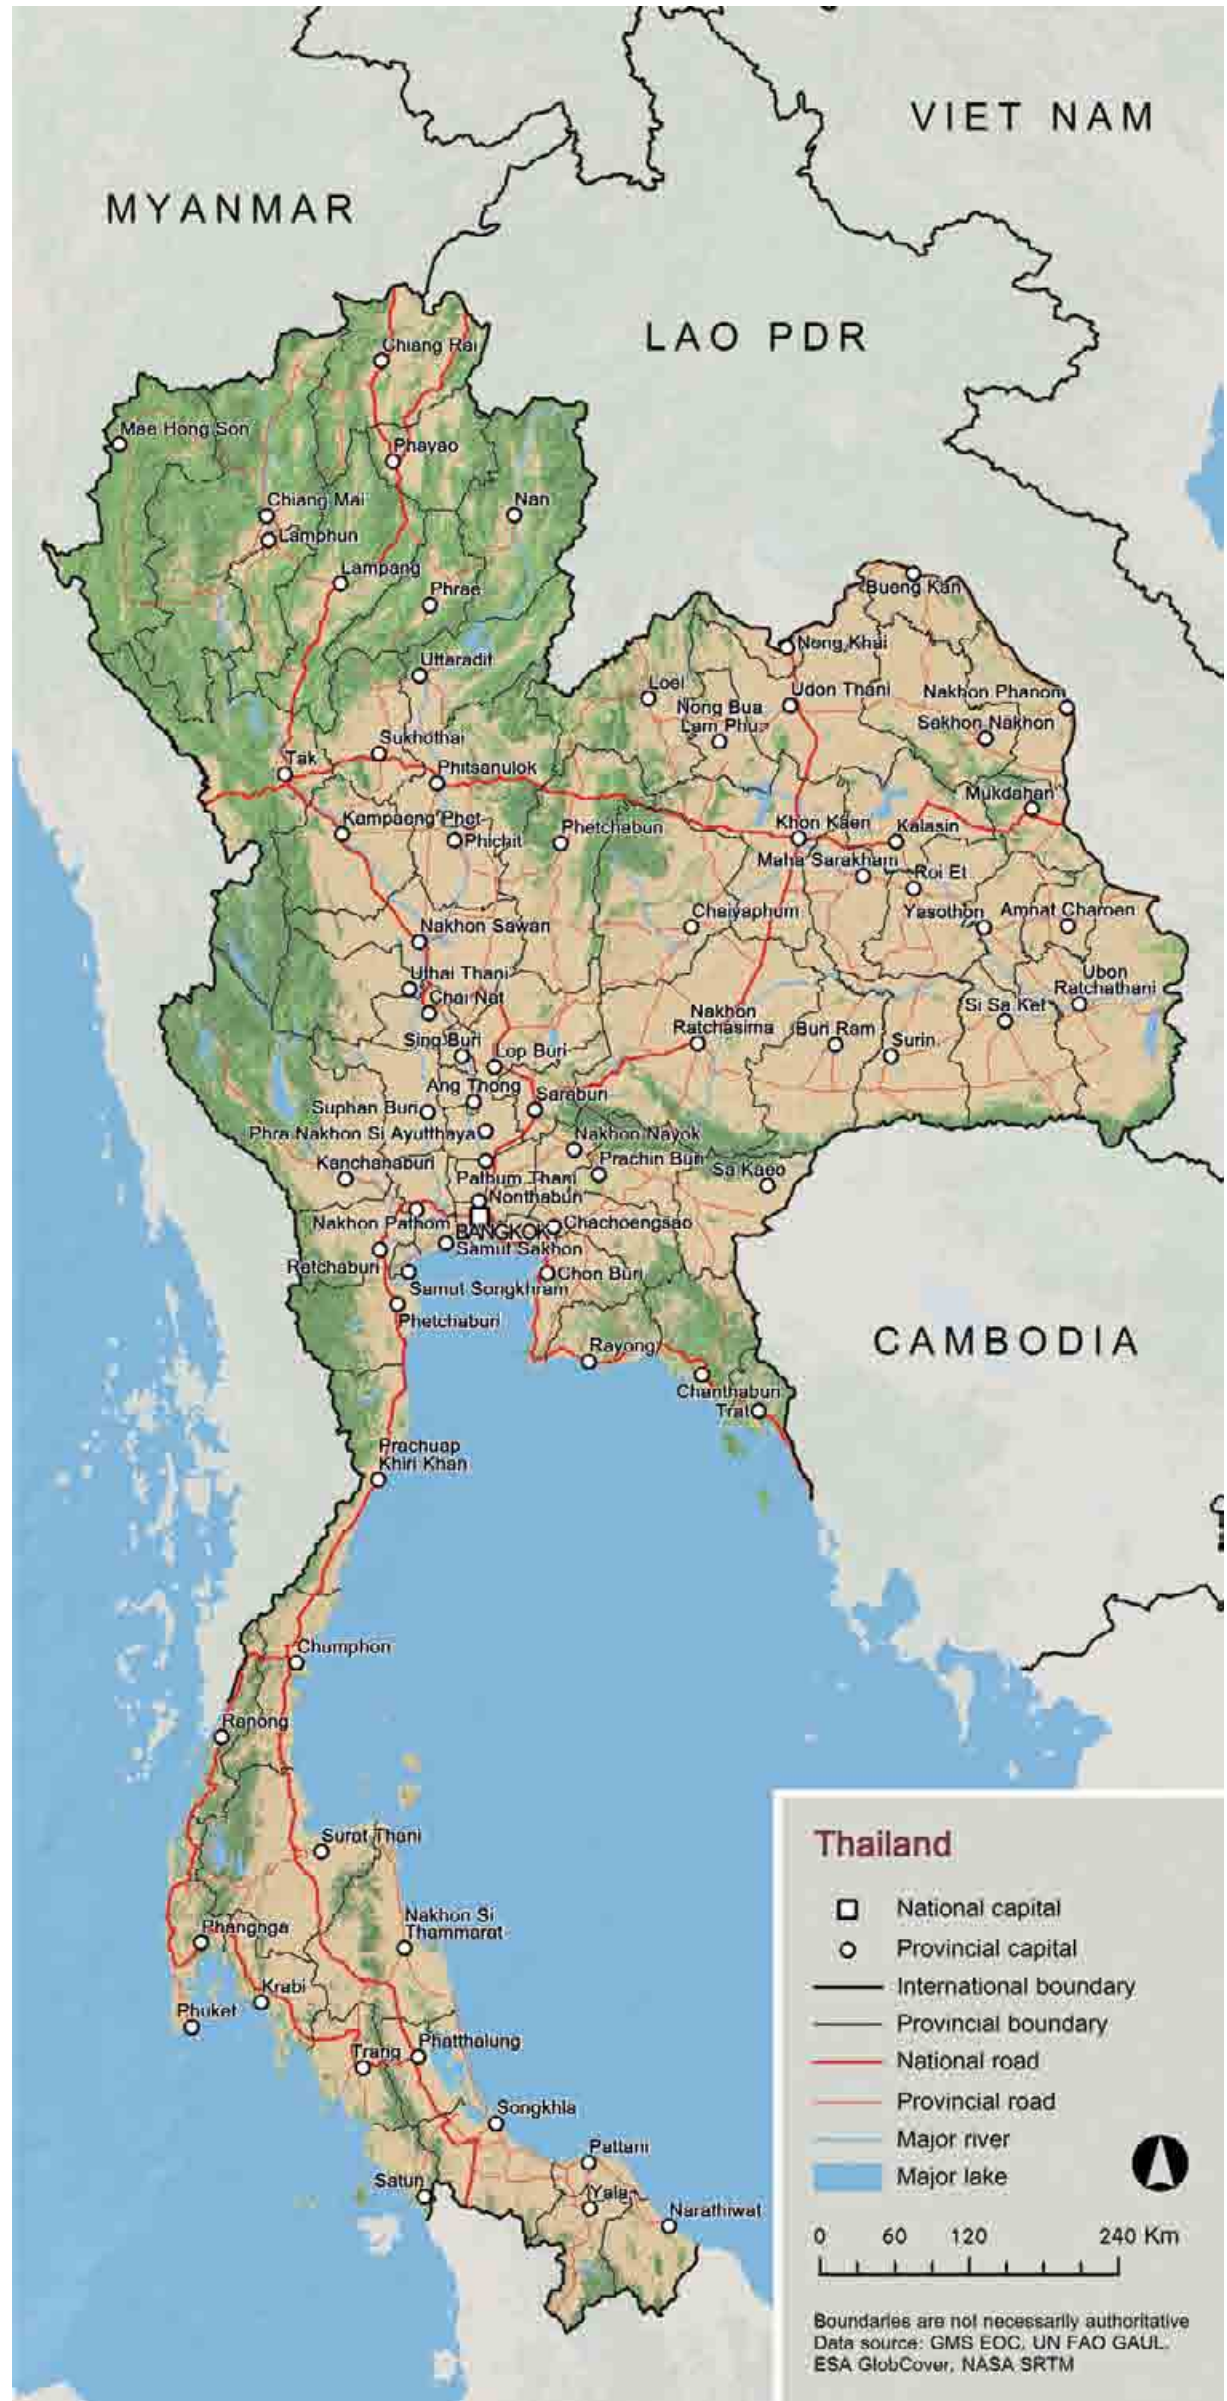 VIET NAM
MYANMAR
LAO PDR
Chiang Rai
Mae Hong Son
Phayao
Chiang Mai
Nan
Lamphun
Lampang
Phrae
Bueng Kan
Nong Khai
Uttaradit
Loei
Udon Thani
Nakhon Phanom
Nong Bua
Lam Phu
Sakhon Nakhon
Sukhothai
Tak
Phitsanulok
Mukdahan
Kampaeng Phet
Phichit
Phetchabun
Khon Kaen
Kalasin
Maha Sarakham
Roi Et
Chaiyaphum
Yasothon
Amnat Charoen
Nakhon Sawan
Uthai Thani
Chai Nat
Ubon
Ratchathani
Si Sa Ket
Nakhon
Ratchasima
Buri Ram
Surin
Sing Buri
Lop Buri
Ang Thong
Saraburi
Suphan Buri
Phra Nakhon Si Ayutthaya
Nakhon Nayok
Kanchanaburi
Prachin Buri
Pathum Thani
Sa Kaeo
Nonthaburi
Nakhon Pathom
BANGKOK
Chachoengsao
Samut Sakhon
Ratchaburi
Chon Buri
Samut Songkhram
Phetchaburi
CAMBODIA
Rayong
Chanthaburi
Trat
Prachuap
Khiri Khan
Chumphon
Ranong
Surat Thani
Nakhon Si
Thammarat
Phangnga
Krabi
Phuket
Phatthalung
Trang
Songkhla
Pattani
Satun
Yala
Narathiwat
Thailand
National capital
Provincial capital
International boundary
Provincial boundary
National road
Provincial road
Major river
Major lake
0 60 120 240 Km
Boundaries are not necessarily authoritative
Data source: GMS EOC, UN FAO GAUL,
ESA GlobCover, NASA SRTM